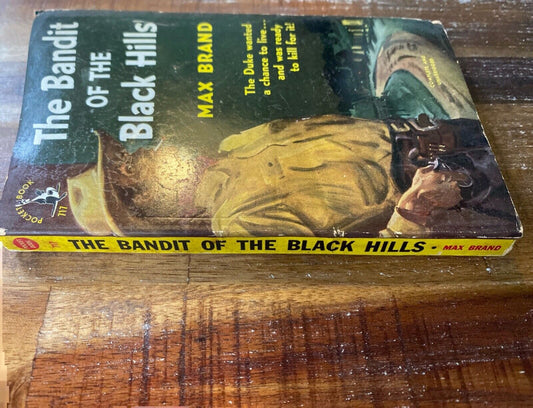 The Bandit
OF THE
Black Hills
MAX BRAND
The Duke wanted
a chance to live...
and was ready
to kill for it!
POCKET BOOK
717
THE BANDIT OF THE BLACK HILLS • MAX BRAND